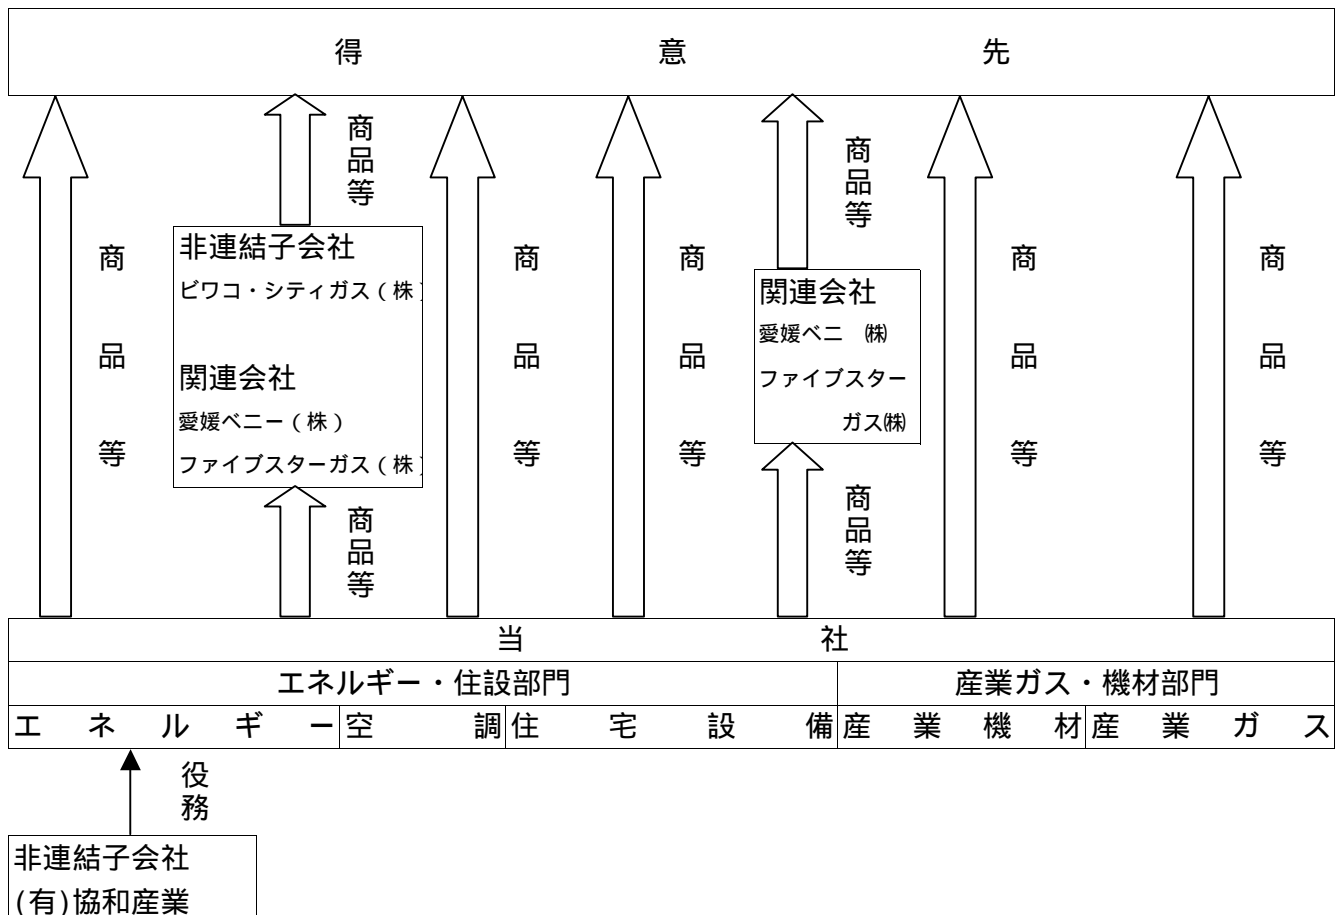 得意先
商品等
商品等
商品等
商品等
商品等
商品等
商品等
非連結子会社
ビワコ・シティガス(株)
関連会社
愛媛ベニー(株)
ファイブスターガス(株)
関連会社
愛媛ベニ ㈱
ファイブスター
ガス㈱
商品等
商品等
当社
エネルギー・住設部門 産業ガス・機材部門
エネルギー 空調 住宅設備 産業機材 産業ガス
役務
非連結子会社
(有)協和産業